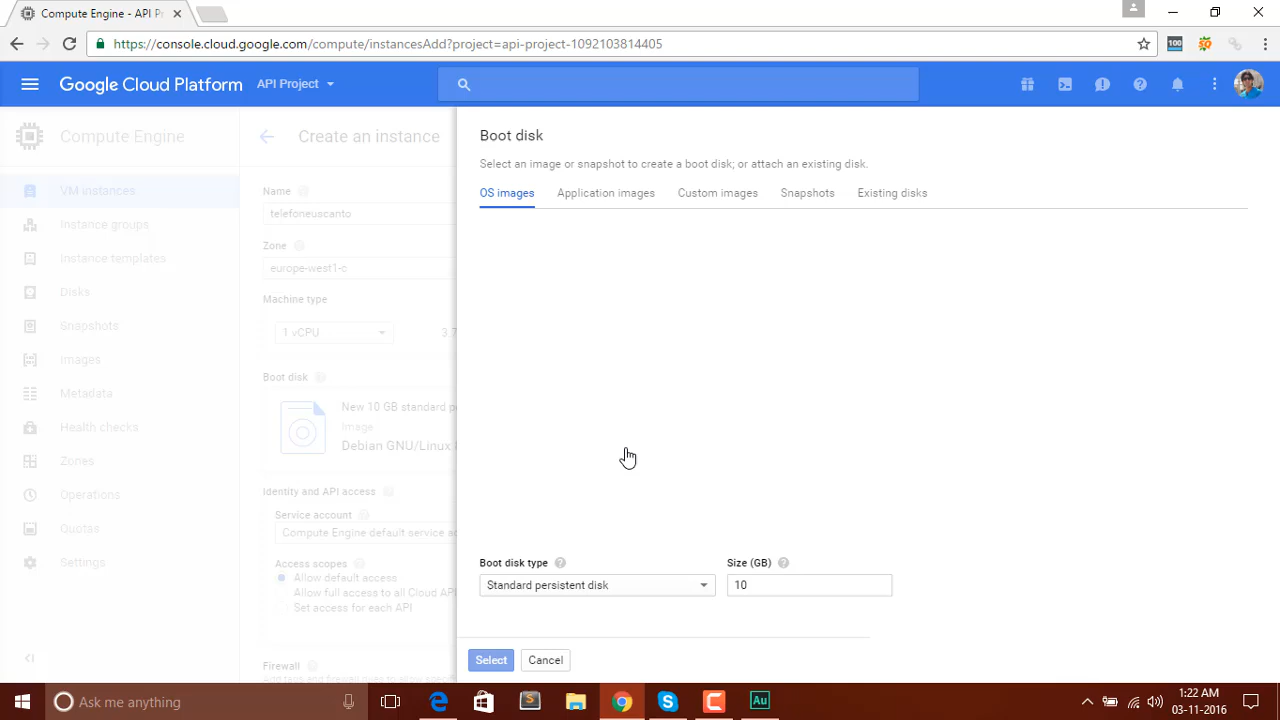 Compute Engine - API P
https://console.cloud.google.com/compute/instancesAdd?project=api-project-1092103814405
100
Google Cloud Platform
API Project
Compute Engine
Create an instance
VM instances
Instance groups
Instance templates
Disks
Snapshots
Images
Metadata
Health checks
Zones
Operations
Quotas
Settings
Name
telefoneuscanto
Zone
europe-west1-c
Machine type
1 vCPU
3.7
Boot disk
New 10 GB standard p
Image
Debian GNU/Linux
Identity and API access
Service account
Compute Engine default service a
Access scopes
Allow default access
Allow full access to all Cloud API
Set access for each API
Firewall
Boot disk
Select an image or snapshot to create a boot disk; or attach an existing disk.
OS images
Application images
Custom images
Snapshots
Existing disks
Boot disk type
Size (GB)
Standard persistent disk
10
Select
Cancel
Ask me anything
Au
1:22 AM
03-11-2016